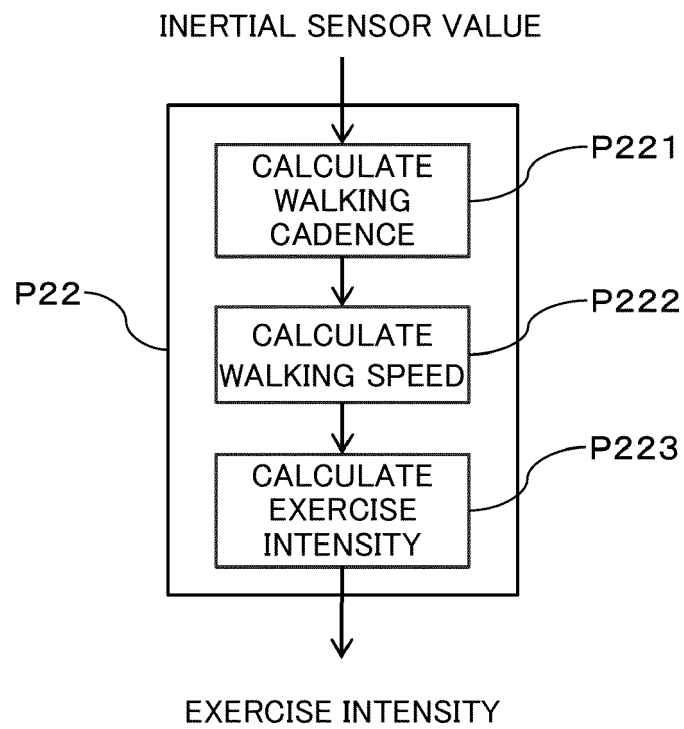 INERTIAL SENSOR VALUE
CALCULATE
WALKING
CADENCE
P221
P22
CALCULATE
WALKING SPEED
P222
CALCULATE
EXERCISE
INTENSITY
P223
EXERCISE INTENSITY